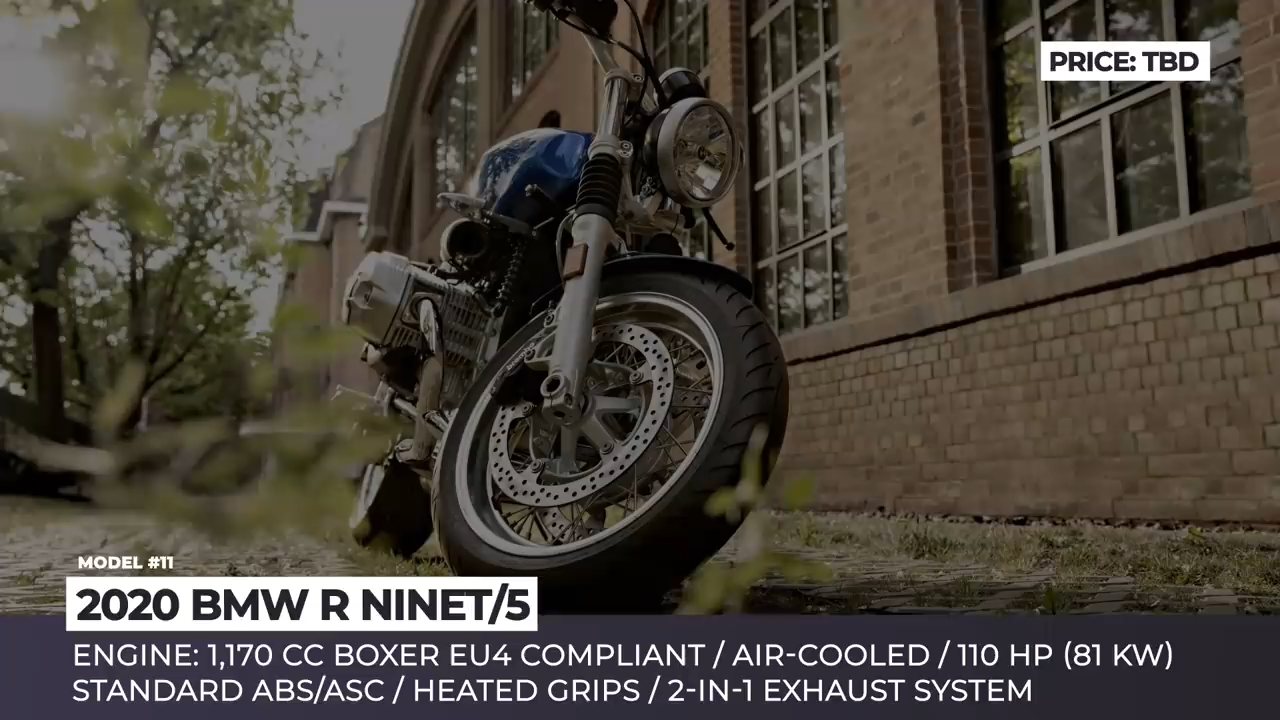 PRICE: TBD
MODEL #11
2020 BMW R NINET/5
ENGINE: 1,170 CC BOXER EU4 COMPLIANT / AIR-COOLED / 110 HP (81 KW)
STANDARD ABS/ASC / HEATED GRIPS / 2-IN-1 EXHAUST SYSTEM